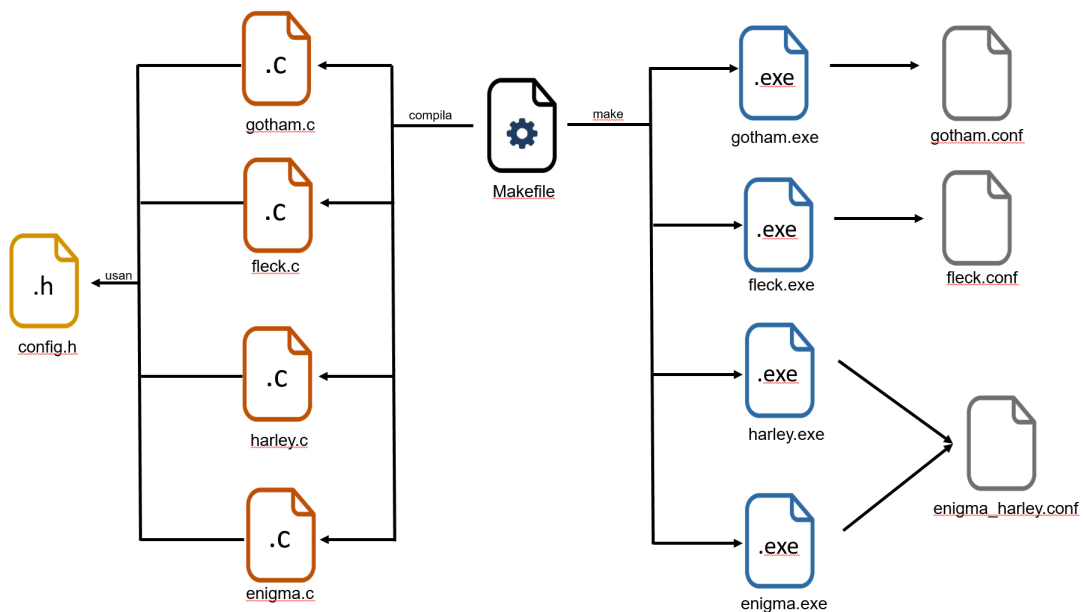 .c
gotham.c
compila
Makefile
make
.exe
gotham.exe
gotham.conf
.c
fleck.c
.exe
fleck.exe
fleck.conf
.h
config.h
usan
.c
harley.c
.exe
harley.exe
enigma_harley.conf
.c
enigma.c
.exe
enigma.exe